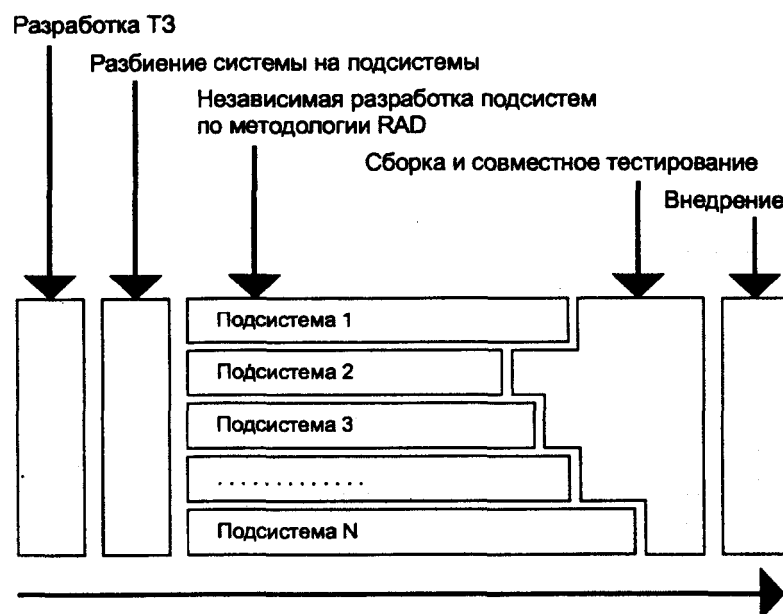 Разработка ТЗ
Разбиение системы на подсистемы
Независимая разработка подсистем
по методологии RAD
Сборка и совместное тестирование
Внедрение
Подсистема 1
Подсистема 2
Подсистема 3
. . . . . . . . . . . . .
Подсистема N